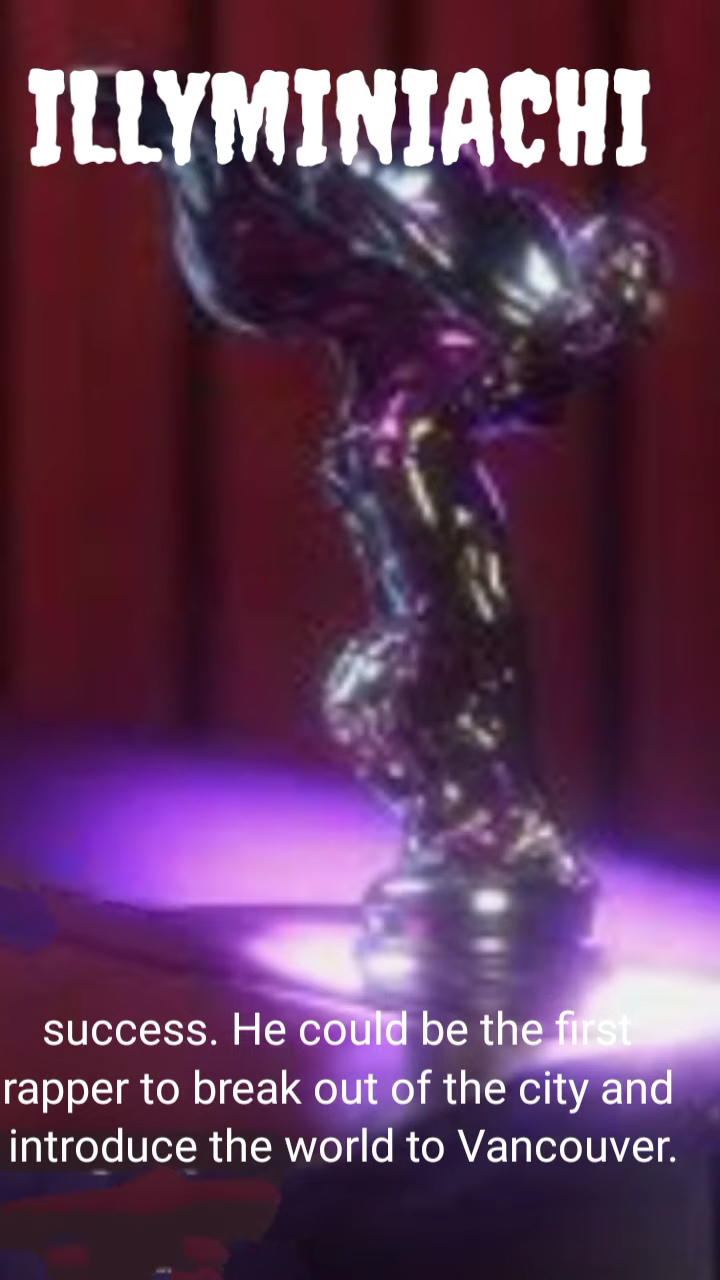 ILLYMINIACHI
success. He could be the first
rapper to break out of the city and
introduce the world to Vancouver.